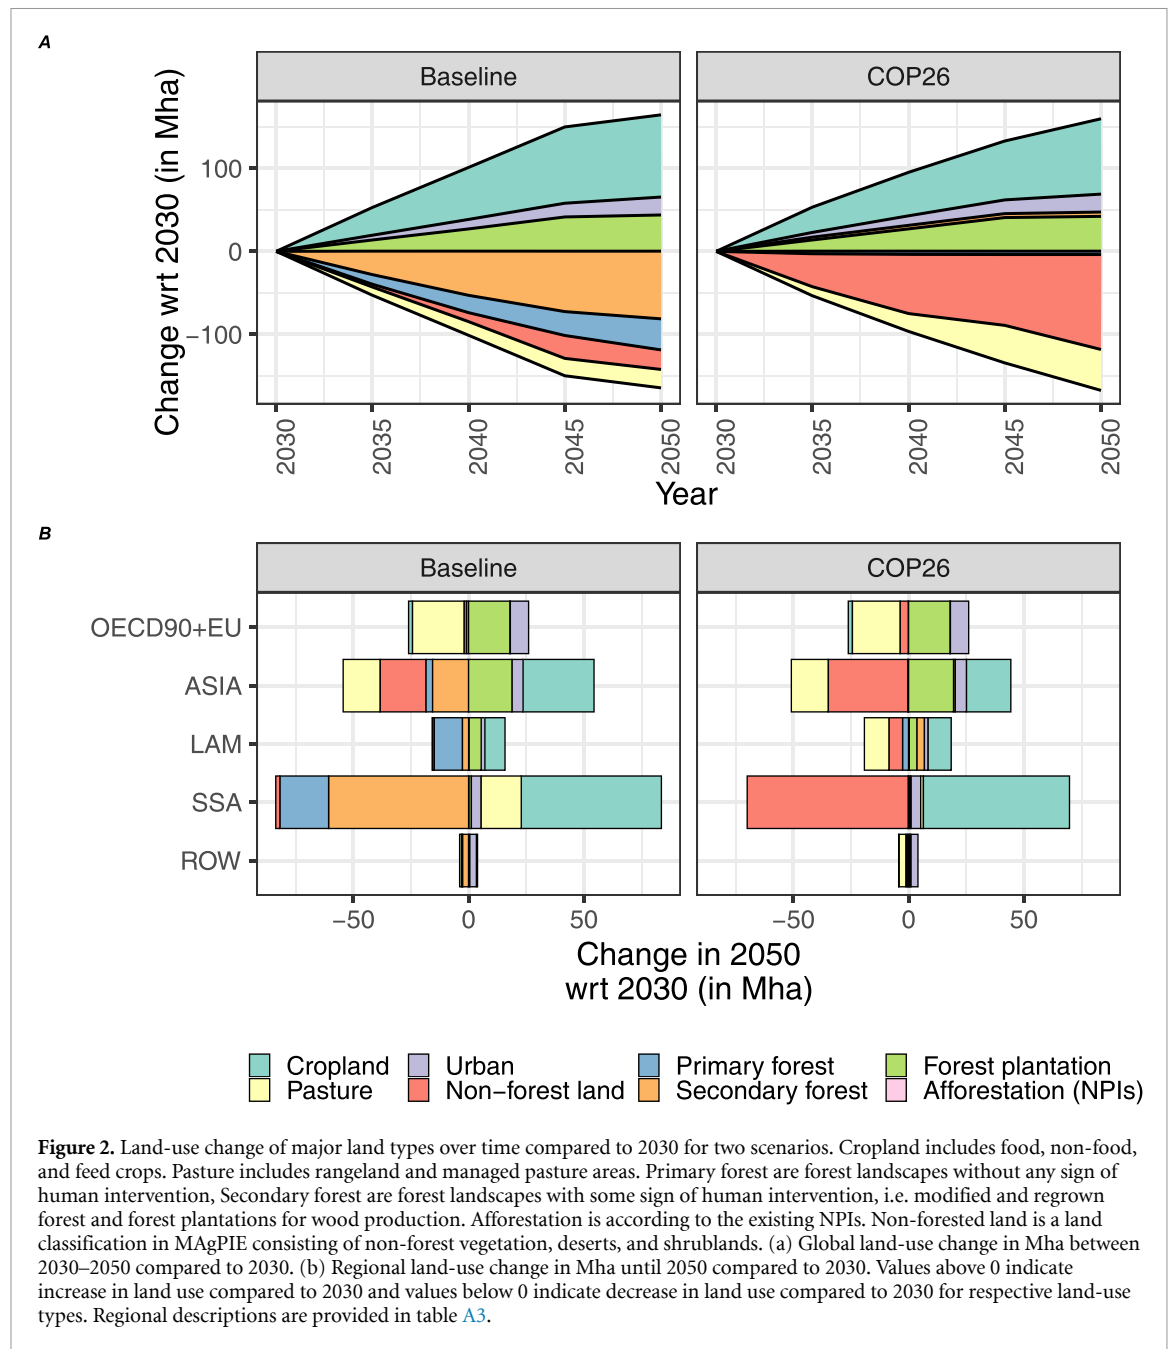 A
Baseline
COP26
Change wrt 2030 (in Mha)
100
0
−100
2030
2035
2040
2045
2050
2030
2035
2040
2045
2050
Year
B
Baseline
COP26
OECD90+EU
ASIA
LAM
SSA
ROW
−50
0
50
−50
0
50
Change in 2050
wrt 2030 (in Mha)
Cropland
Urban
Primary forest
Forest plantation
Pasture
Non−forest land
Secondary forest
Afforestation (NPIs)
Figure 2. Land-use change of major land types over time compared to 2030 for two scenarios. Cropland includes food, non-food,
and feed crops. Pasture includes rangeland and managed pasture areas. Primary forest are forest landscapes without any sign of
human intervention, Secondary forest are forest landscapes with some sign of human intervention, i.e. modified and regrown
forest and forest plantations for wood production. Afforestation is according to the existing NPIs. Non-forested land is a land
classification in MAgPIE consisting of non-forest vegetation, deserts, and shrublands. (a) Global land-use change in Mha between
2030–2050 compared to 2030. (b) Regional land-use change in Mha until 2050 compared to 2030. Values above 0 indicate
increase in land use compared to 2030 and values below 0 indicate decrease in land use compared to 2030 for respective land-use
types. Regional descriptions are provided in table A3.